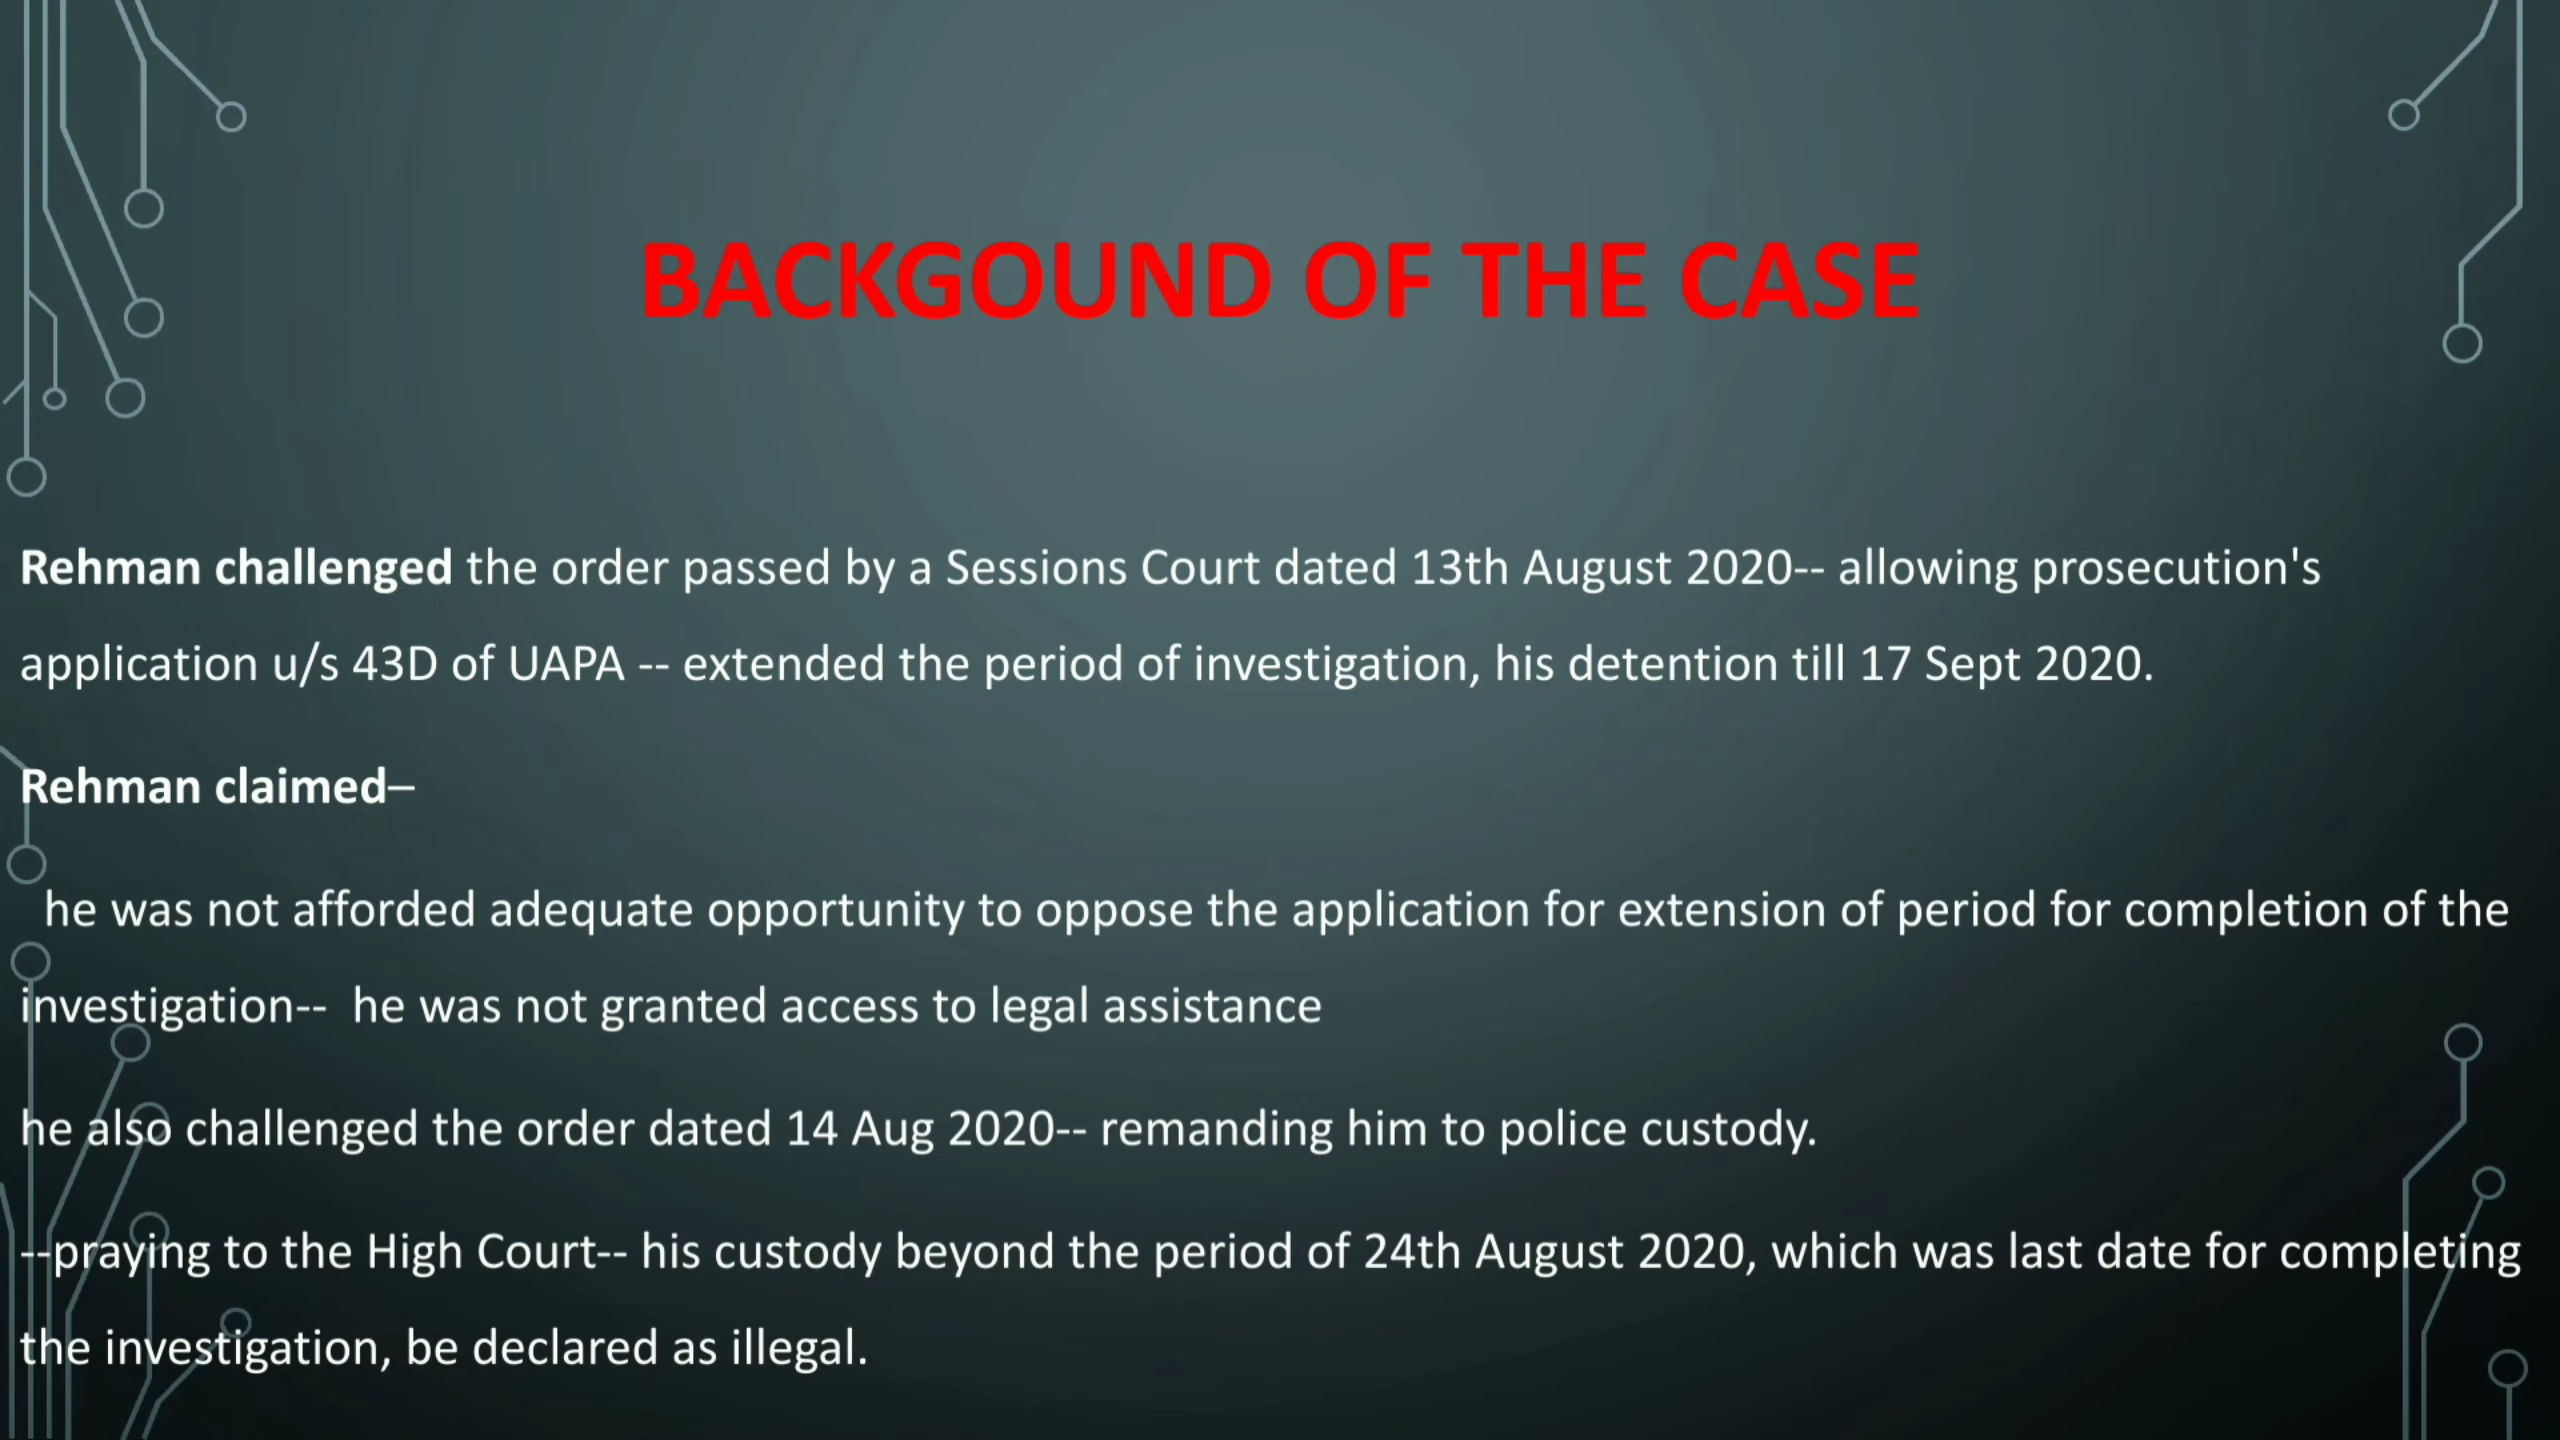 BACKGOUND OF THE CASE
Rehman challenged the order passed by a Sessions Court dated 13th August 2020-- allowing prosecution's
application u/s 43D of UAPA -- extended the period of investigation, his detention till 17 Sept 2020.
Rehman claimed–
he was not afforded adequate opportunity to oppose the application for extension of period for completion of the
investigation-- he was not granted access to legal assistance
he also challenged the order dated 14 Aug 2020-- remanding him to police custody.
--praying to the High Court-- his custody beyond the period of 24th August 2020, which was last date for completing
the investigation, be declared as illegal.